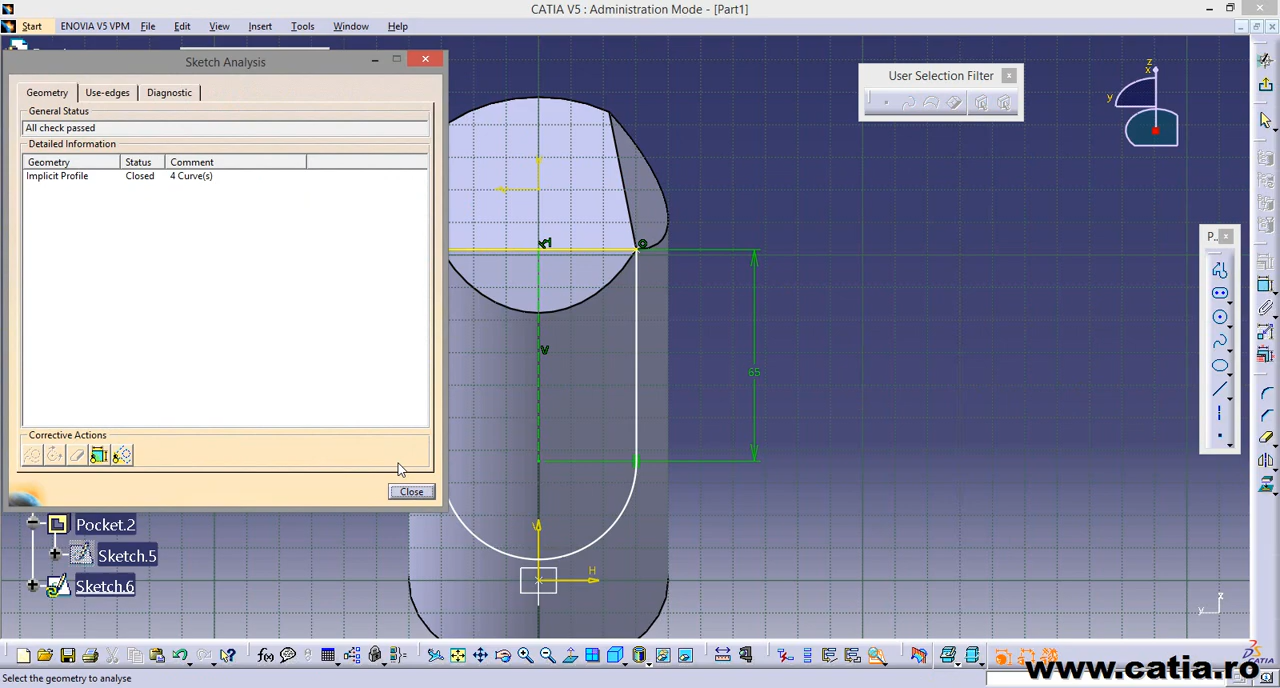 CATIA V5 : Administration Mode - [Part1]
Start ENOVIA V5 VPM File Edit View Insert Tools Window Help
Sketch Analysis
Geometry Use-edges Diagnostic
General Status
All check passed
Detailed Information
Geometry Status Comment
Implicit Profile Closed 4 Curve(s)
Corrective Actions
Close
User Selection Filter
P..
z
x
y
H
V
V
H
65
Pocket.2
Sketch.5
Sketch.6
x
y
f(x)
www.catia.ro
Select the geometry to analyse